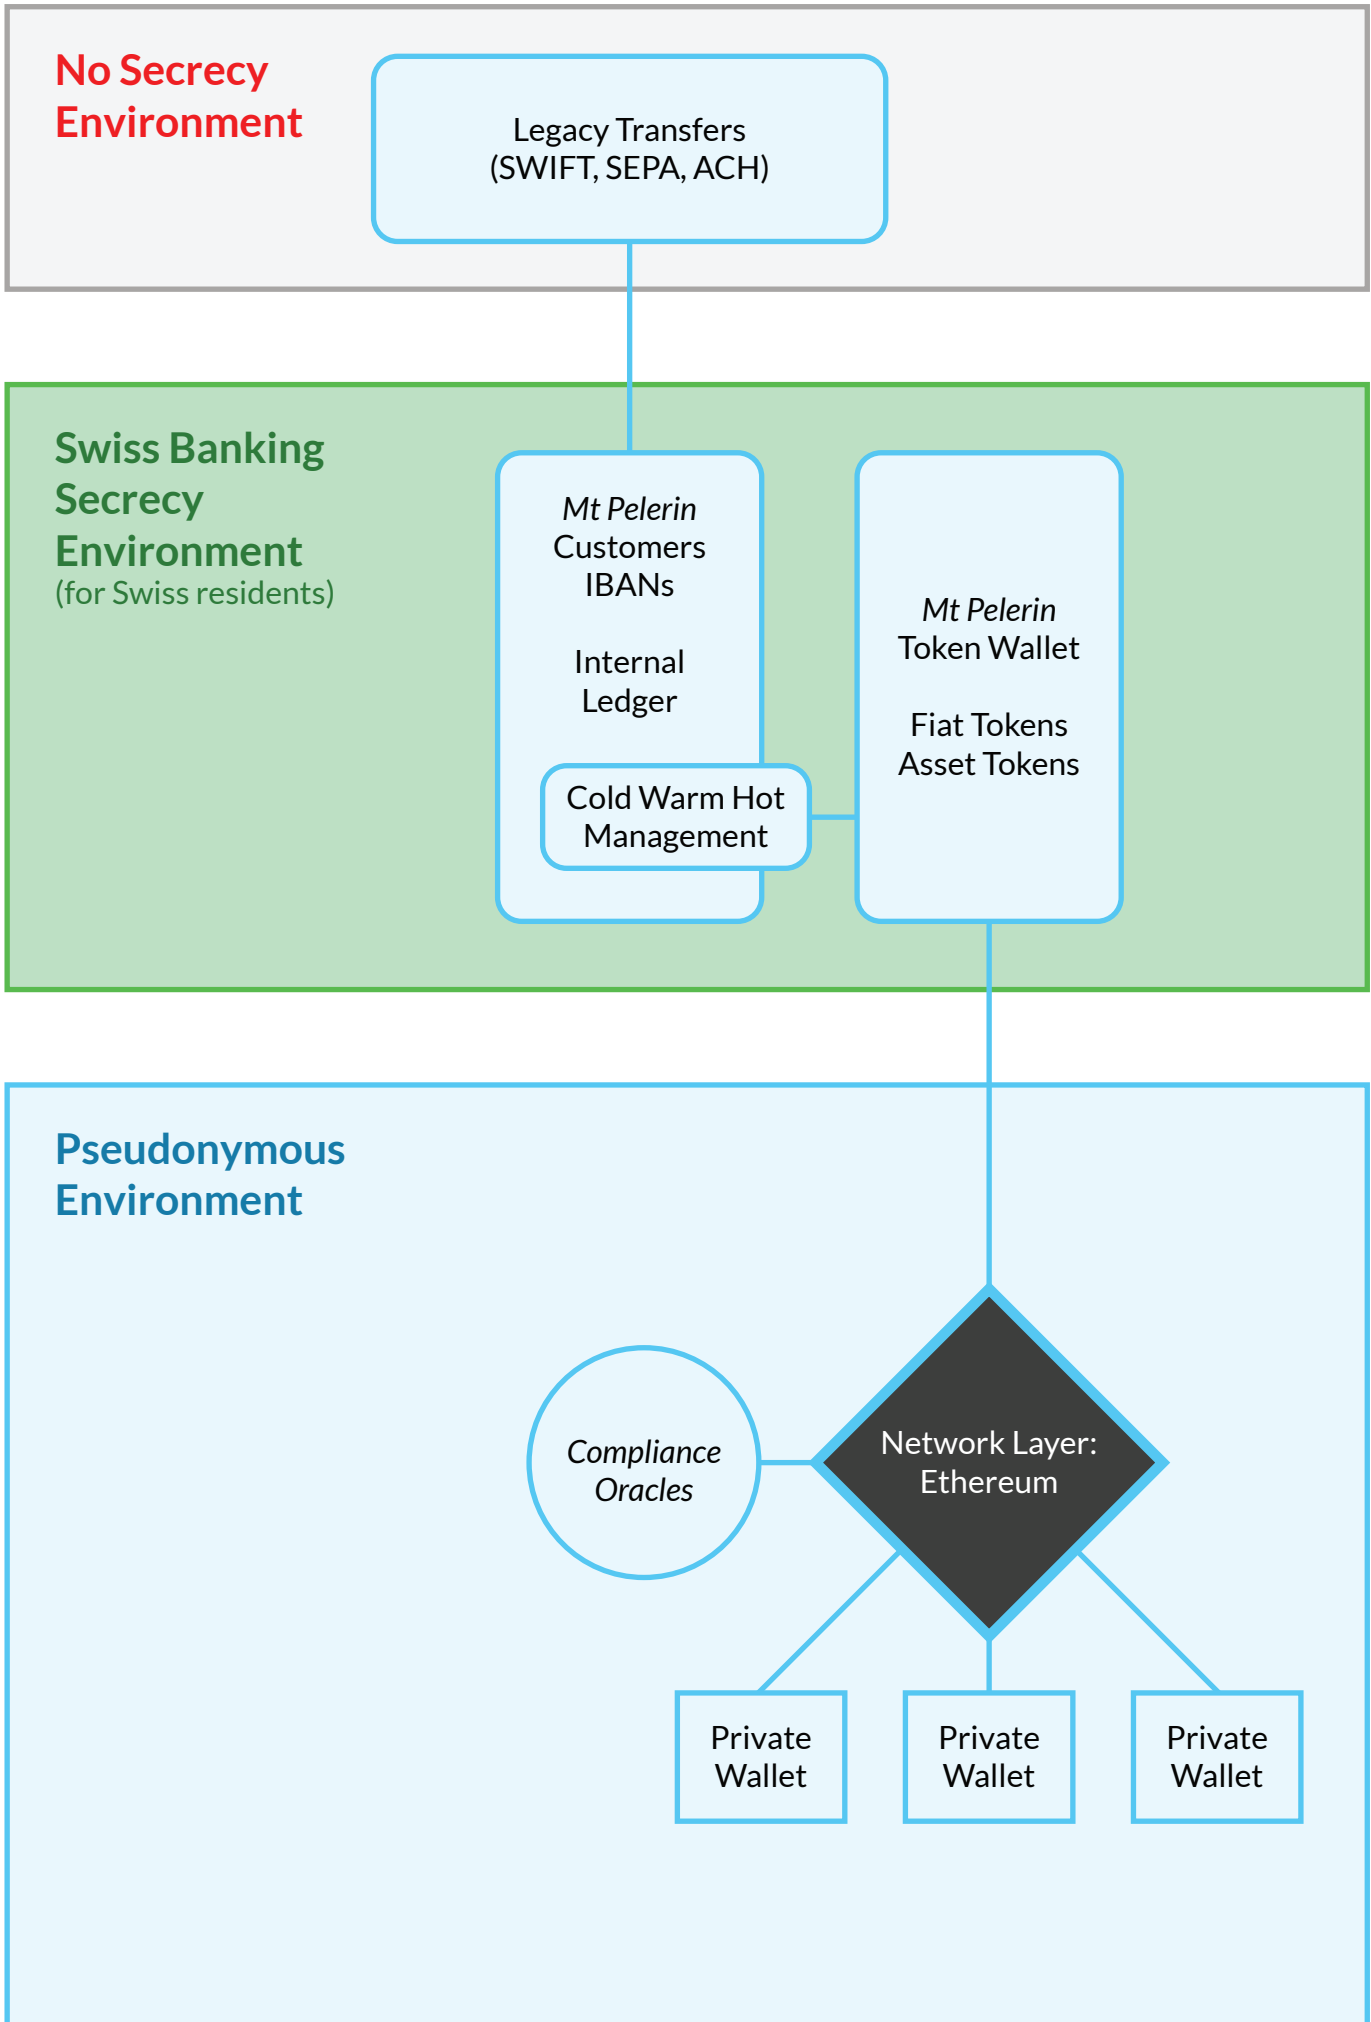 No Secrecy
Environment
Legacy Transfers
(SWIFT, SEPA, ACH)
Swiss Banking
Secrecy
Environment
(for Swiss residents)
Mt Pelerin
Customers
IBANs
Internal
Ledger
Cold Warm Hot
Management
Mt Pelerin
Token Wallet
Fiat Tokens
Asset Tokens
Pseudonymous
Environment
Compliance
Oracles
Network Layer:
Ethereum
Private
Wallet
Private
Wallet
Private
Wallet